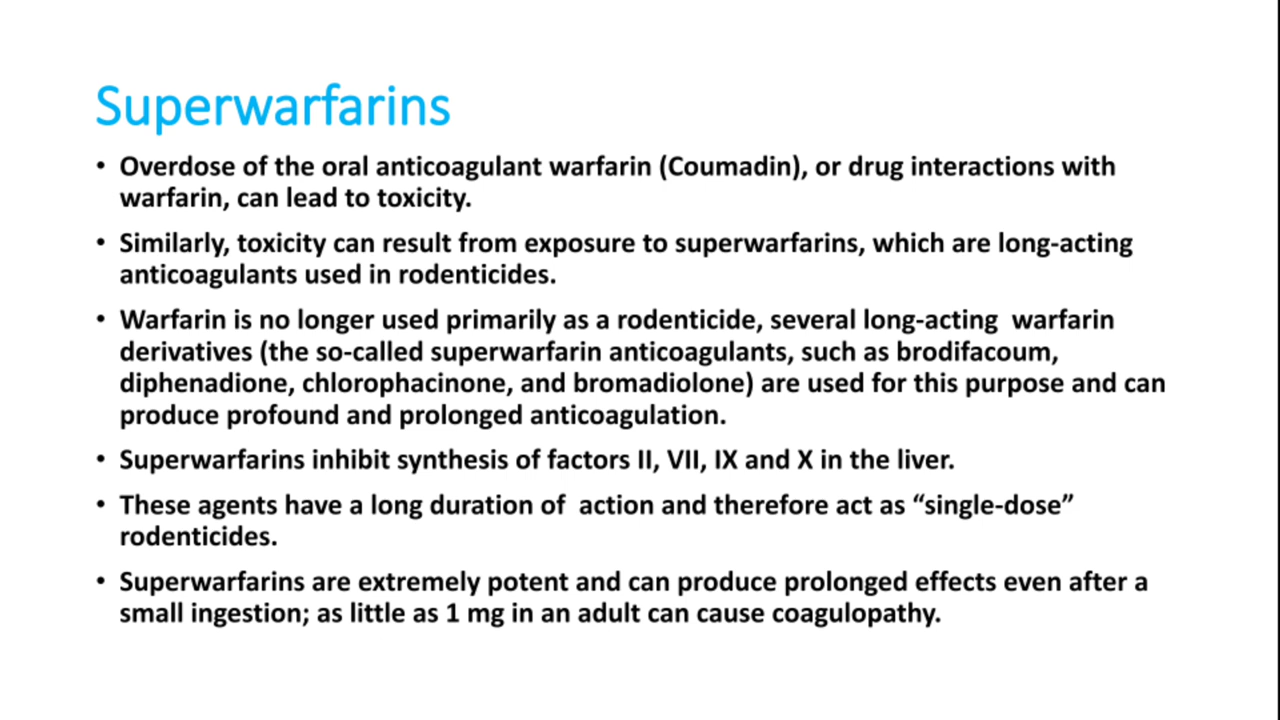 Superwarfarins
• Overdose of the oral anticoagulant warfarin (Coumadin), or drug interactions with
warfarin, can lead to toxicity.
• Similarly, toxicity can result from exposure to superwarfarins, which are long-acting
anticoagulants used in rodenticides.
• Warfarin is no longer used primarily as a rodenticide, several long-acting  warfarin
derivatives (the so-called superwarfarin anticoagulants, such as brodifacoum,
diphenadione, chlorophacinone, and bromadiolone) are used for this purpose and can
produce profound and prolonged anticoagulation.
• Superwarfarins inhibit synthesis of factors II, VII, IX and X in the liver.
• These agents have a long duration of  action and therefore act as “single-dose”
rodenticides.
• Superwarfarins are extremely potent and can produce prolonged effects even after a
small ingestion; as little as 1 mg in an adult can cause coagulopathy.